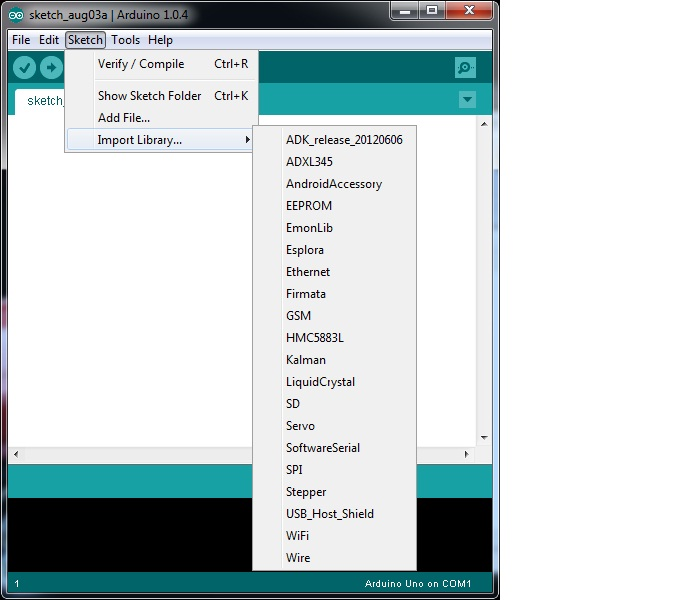 sketch_aug03a | Arduino 1.0.4
File Edit Sketch Tools Help
Verify / Compile Ctrl+R
Show Sketch Folder Ctrl+K
sketch_
Add File...
Import Library...
ADK_release_20120606
ADXL345
AndroidAccessory
EEPROM
EmonLib
Esplora
Ethernet
Firmata
GSM
HMC5883L
Kalman
LiquidCrystal
SD
Servo
SoftwareSerial
SPI
Stepper
USB_Host_Shield
WiFi
Wire
1 Arduino Uno on COM1